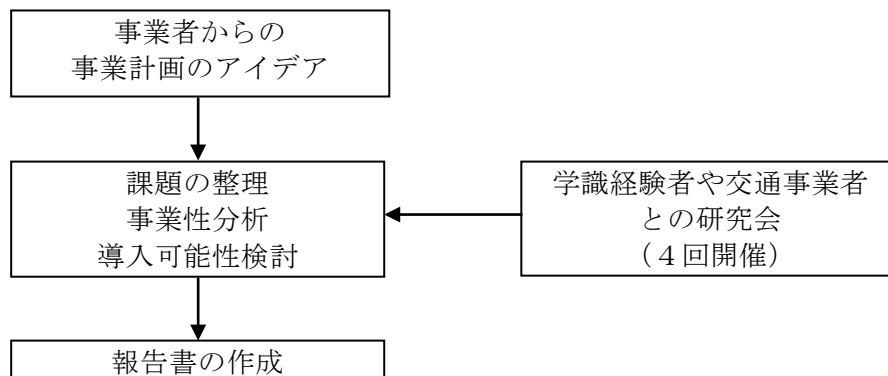 事業者からの
事業計画のアイデア
課題の整理
事業性分析
導入可能性検討
学識経験者や交通事業者
との研究会
（４回開催）
報告書の作成